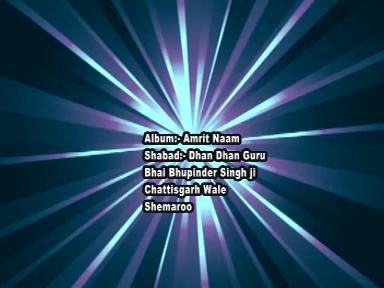 Album:- Amrit Naam
Shabad:- Dhan Dhan Guru
Bhai Bhupinder Singh ji
Chattisgarh Wale
Shemaroo